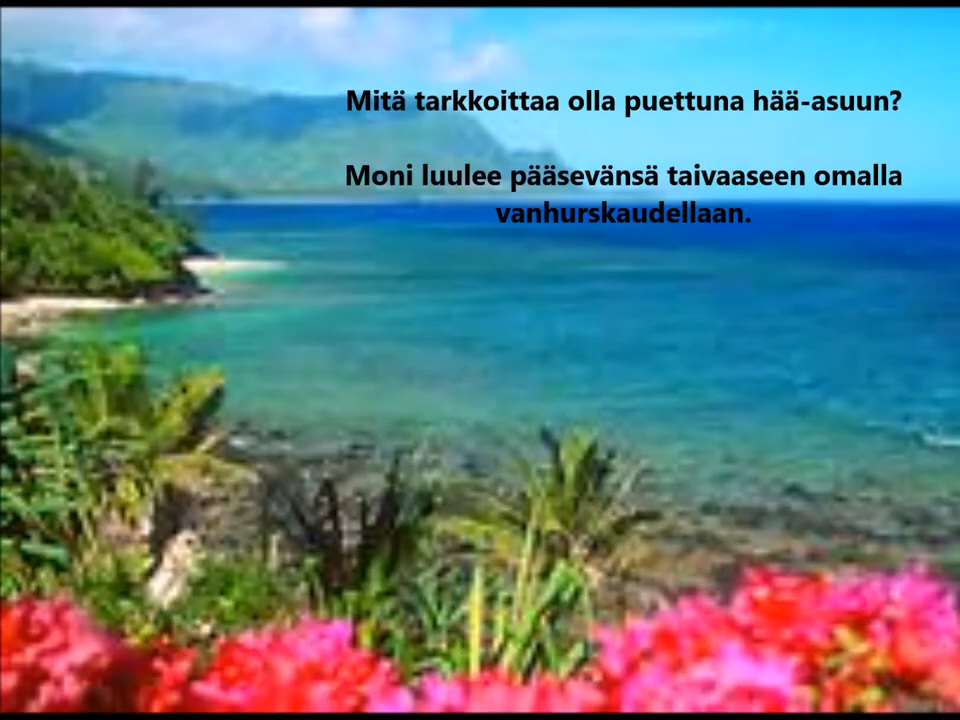 Mitä tarkkoittaa olla puettuna hää-asuun?
Moni luulee pääsevänsä taivaaseen omalla
vanhurskaudellaan.